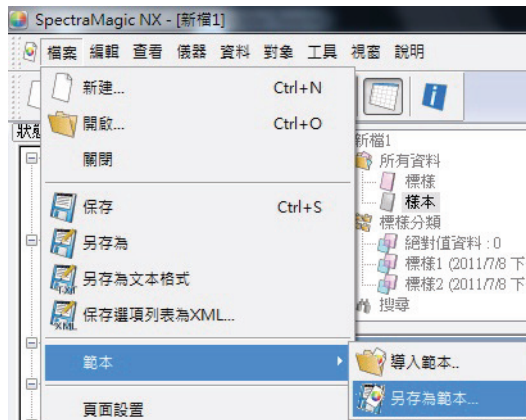 SpectraMagic NX - [新檔1]
檔案 編輯 查看 儀器 資料 對象 工具 視窗 說明
新建... Ctrl+N
開啟... Ctrl+O
關閉
保存 Ctrl+S
另存為
TXT 另存為文本格式
XML 保存選項列表為XML...
範本
頁面設置
導入範本..
另存為範本...
狀態
新檔1
所有資料
標樣
樣本
標樣分類
絕對值資料 : 0
標樣1 (2011/7/8 下
標樣2 (2011/7/8 下
搜尋